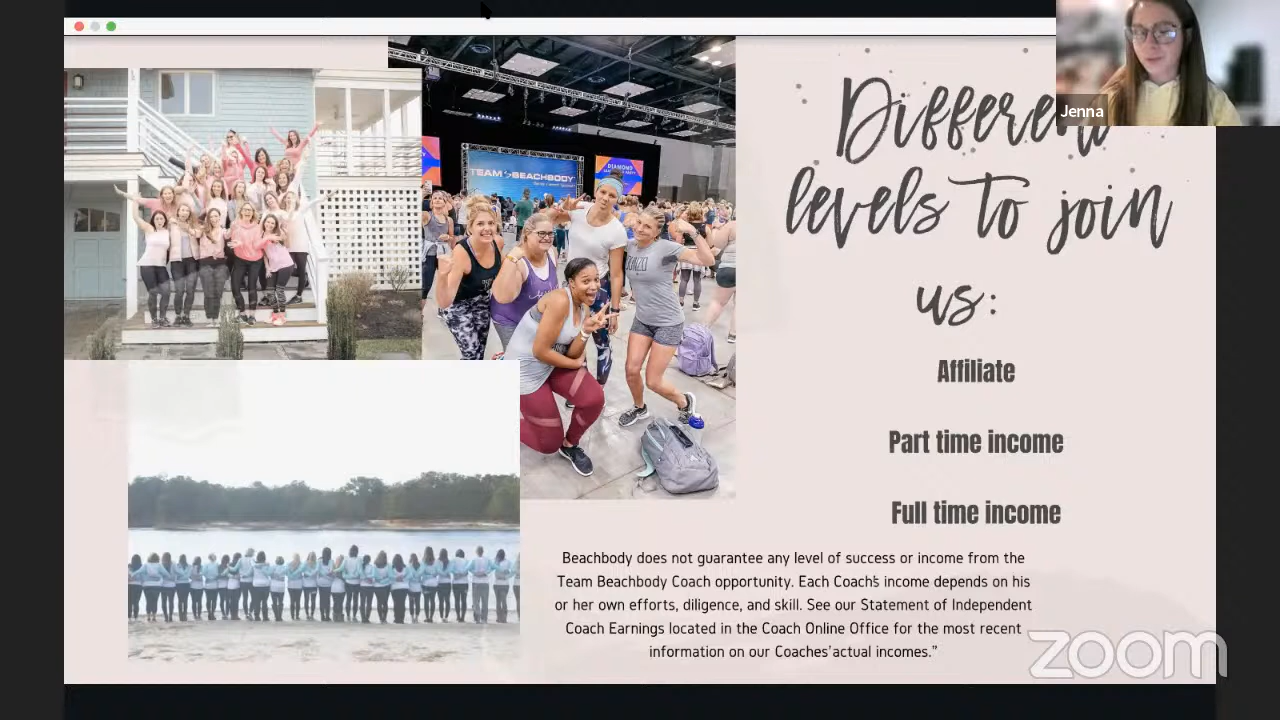 Jenna
Different
levels to join
us:
TEAM BEACHBODY
DIAMOND
Affiliate
Part time income
Full time income
Beachbody does not guarantee any level of success or income from the
Team Beachbody Coach opportunity. Each Coach's income depends on his
or her own efforts, diligence, and skill. See our Statement of Independent
Coach Earnings located in the Coach Online Office for the most recent
information on our Coaches'actual incomes.”
zoom